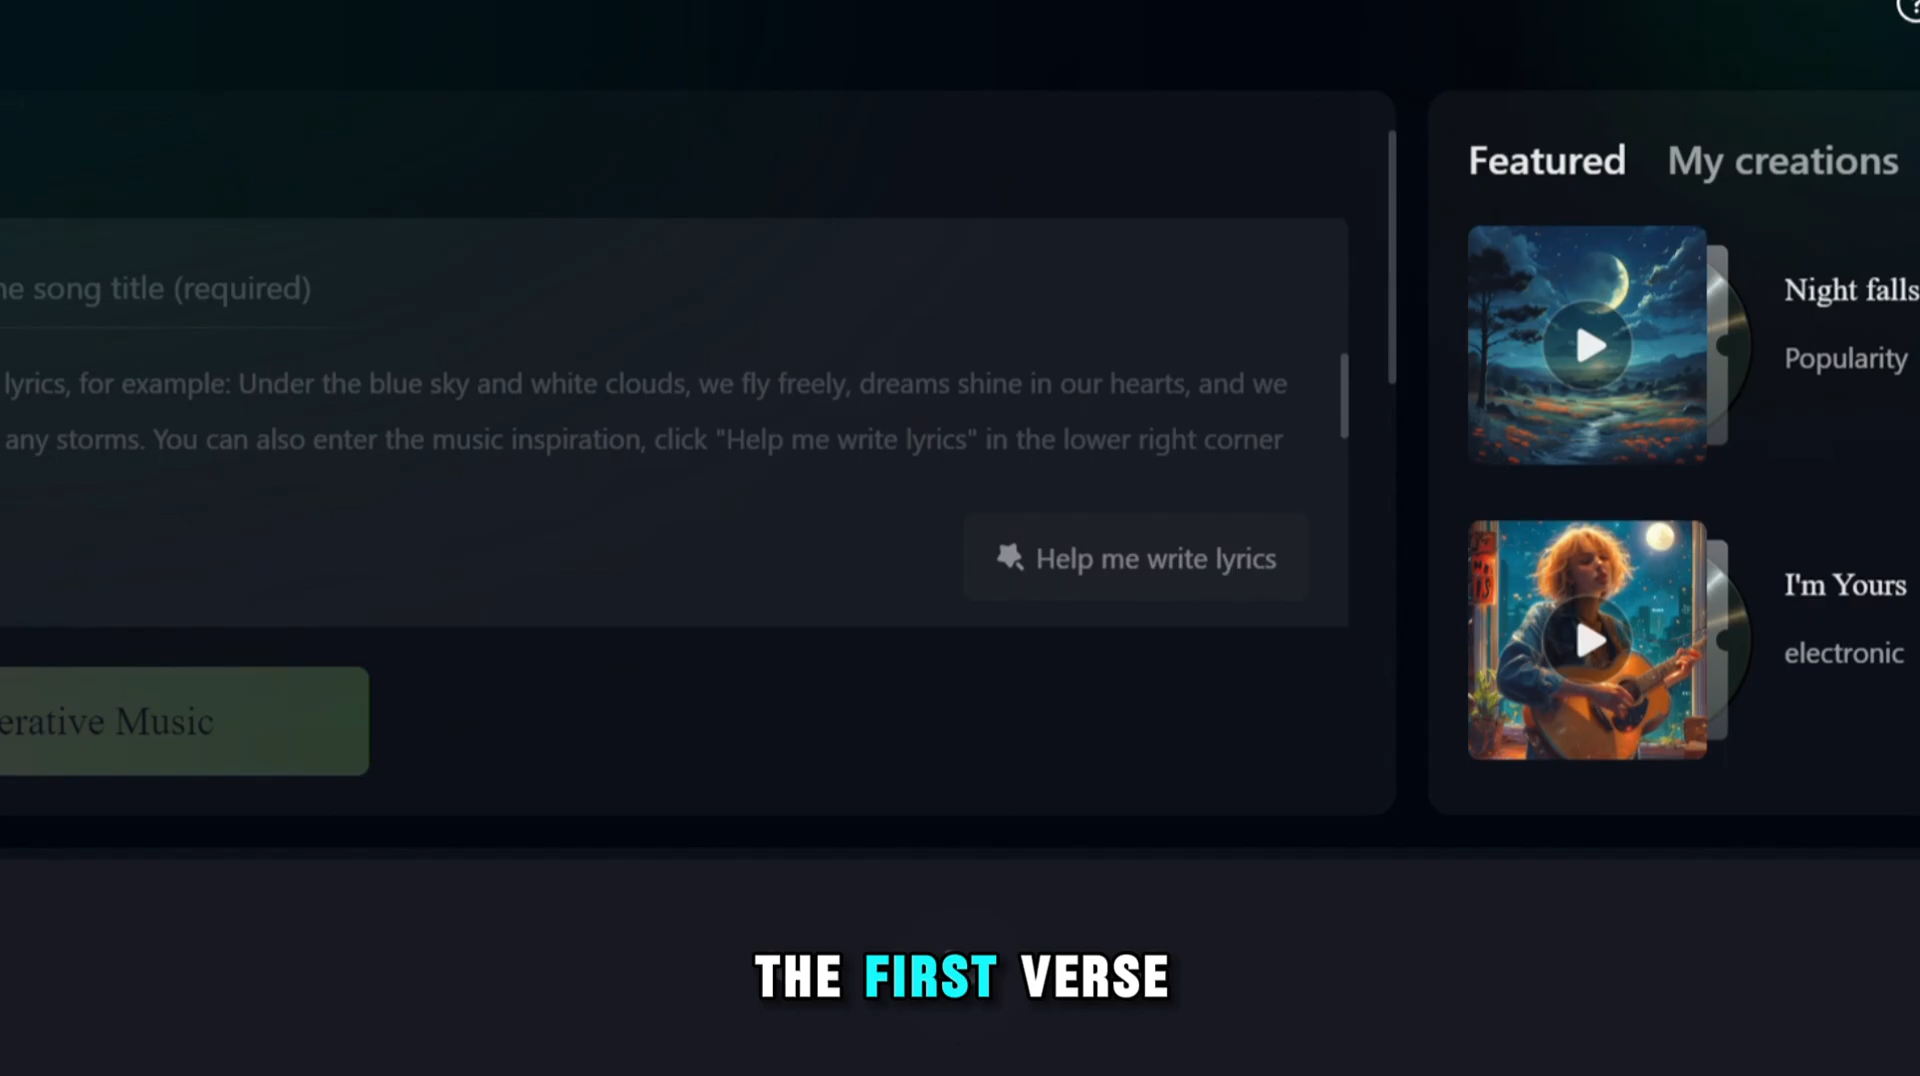 Featured My creations
ne song title (required)
lyrics, for example: Under the blue sky and white clouds, we fly freely, dreams shine in our hearts, and we
any storms. You can also enter the music inspiration, click "Help me write lyrics" in the lower right corner
Help me write lyrics
erative Music
Night falls
Popularity
I'm Yours
electronic
THE FIRST VERSE